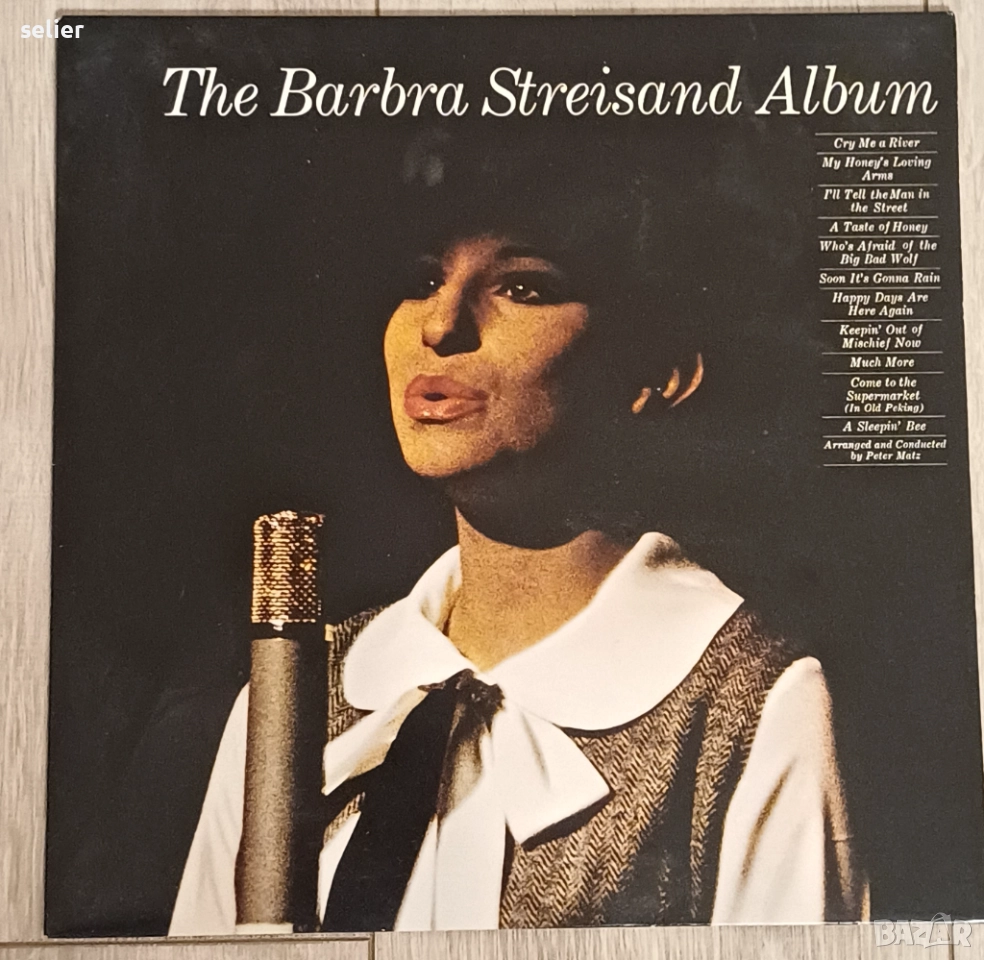 selier
The Barbra Streisand Album
Cry Me a River
My Honey's Loving
Arms
I'll Tell the Man in
the Street
A Taste of Honey
Who's Afraid of the
Big Bad Wolf
Soon It's Gonna Rain
Happy Days Are
Here Again
Keepin' Out of
Mischief Now
Much More
Come to the
Supermarket
(In Old Peking)
A Sleepin' Bee
Arranged and Conducted
by Peter Matz
BAZAR